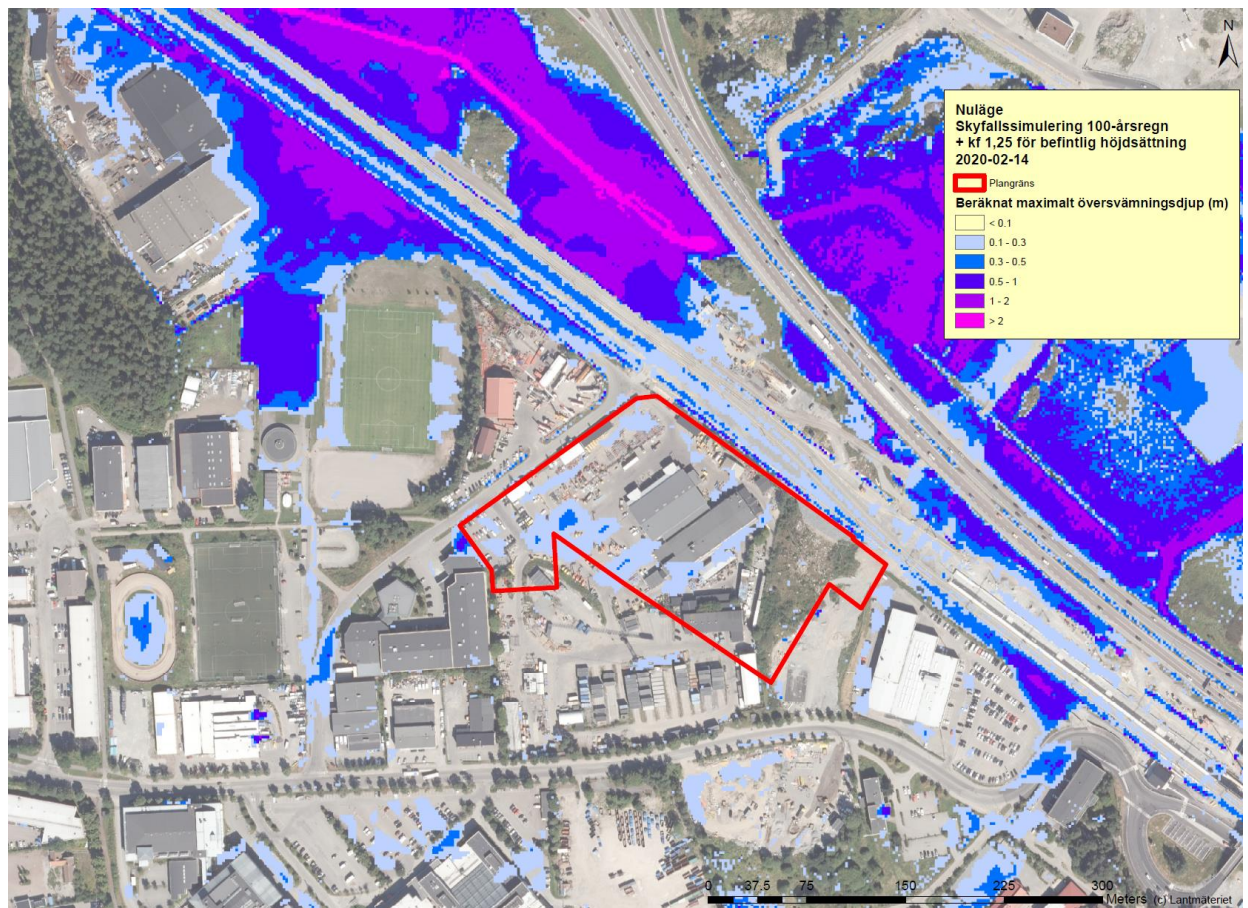 N
Nuläge
Skyfallssimulering 100-årsregn
+ kf 1,25 för befintlig höjdsättning
2020-02-14
Plangräns
Beräknat maximalt översvämningsdjup (m)
< 0.1
0.1 - 0.3
0.3 - 0.5
0.5 - 1
1 - 2
> 2
0 37.5 75 150 225 300
Meters (c) Lantmäteriet